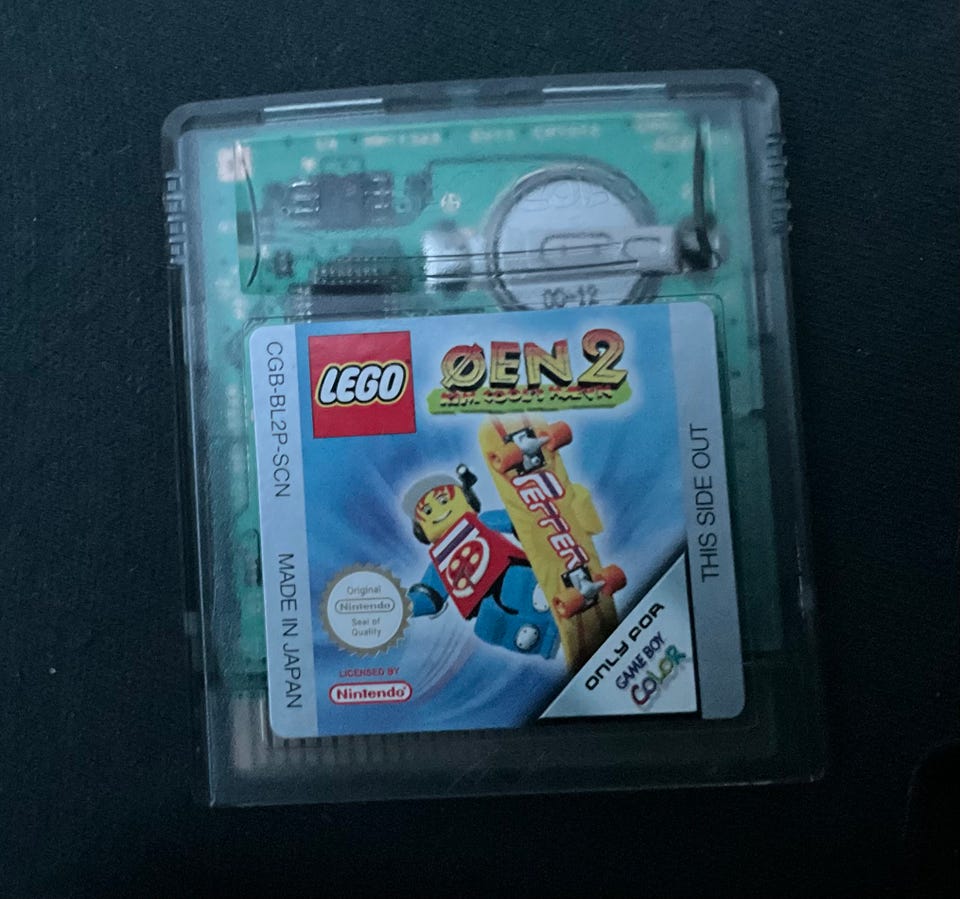 00-12
LEGO
ØEN 2
PEPPER
CGB-BL2P-SCN
MADE IN JAPAN
THIS SIDE OUT
Original
Nintendo
Seal of
Quality
LICENSED BY
Nintendo
ONLY FOR
GAME BOY
COLOR